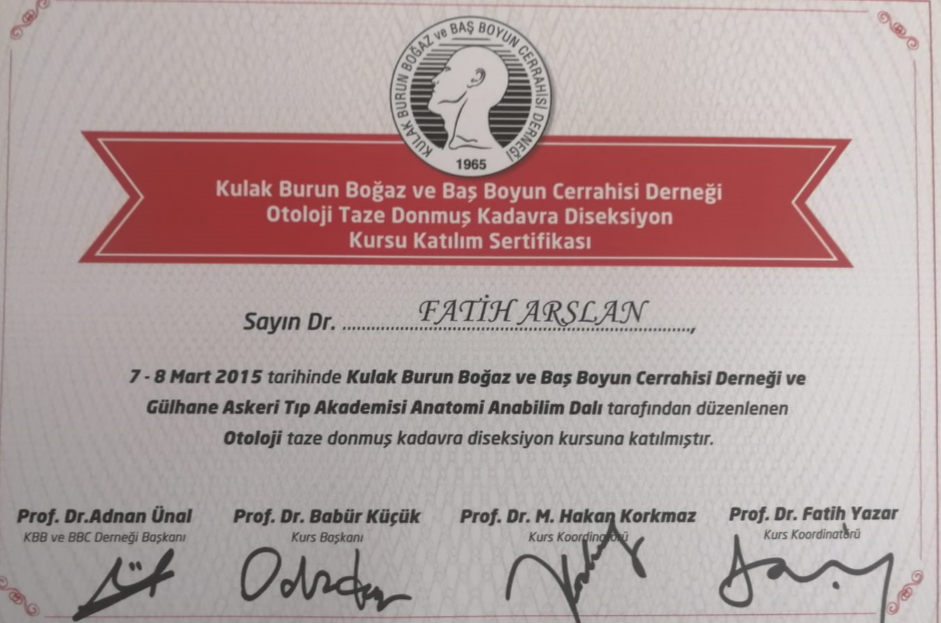 KULAK BURUN BOĞAZ ve BAŞ BOYUN CERRAHİSİ DERNEĞİ
1965
Kulak Burun Boğaz ve Baş Boyun Cerrahisi Derneği
Otoloji Taze Donmuş Kadavra Diseksiyon
Kursu Katılım Sertifikası
Sayın Dr. FATİH ARSLAN,
7 - 8 Mart 2015 tarihinde Kulak Burun Boğaz ve Baş Boyun Cerrahisi Derneği ve
Gülhane Askeri Tıp Akademisi Anatomi Anabilim Dalı tarafından düzenlenen
Otoloji taze donmuş kadavra diseksiyon kursuna katılmıştır.
Prof. Dr.Adnan Ünal Prof. Dr. Babür Küçük Prof. Dr. M. Hakan Korkmaz Prof. Dr. Fatih Yazar
KBB ve BBC Derneği Başkanı Kurs Başkanı Kurs Koordinatörü Kurs Koordinatörü